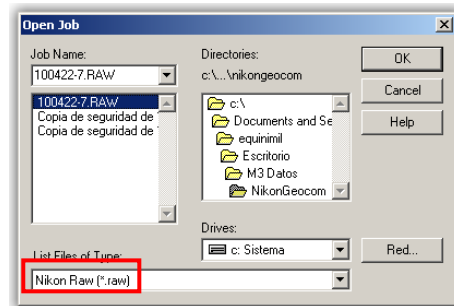 Open Job
Job Name:
100422-7.RAW
100422-7.RAW
Copia de seguridad de
Copia de seguridad de
Directories:
c:\...\nikongeocom
c:\
Documents and Se
equinimil
Escritorio
M3 Datos
NikonGeocom
OK
Cancel
Help
Drives:
c: Sistema
Red...
List Files of Type:
Nikon Raw (*.raw)